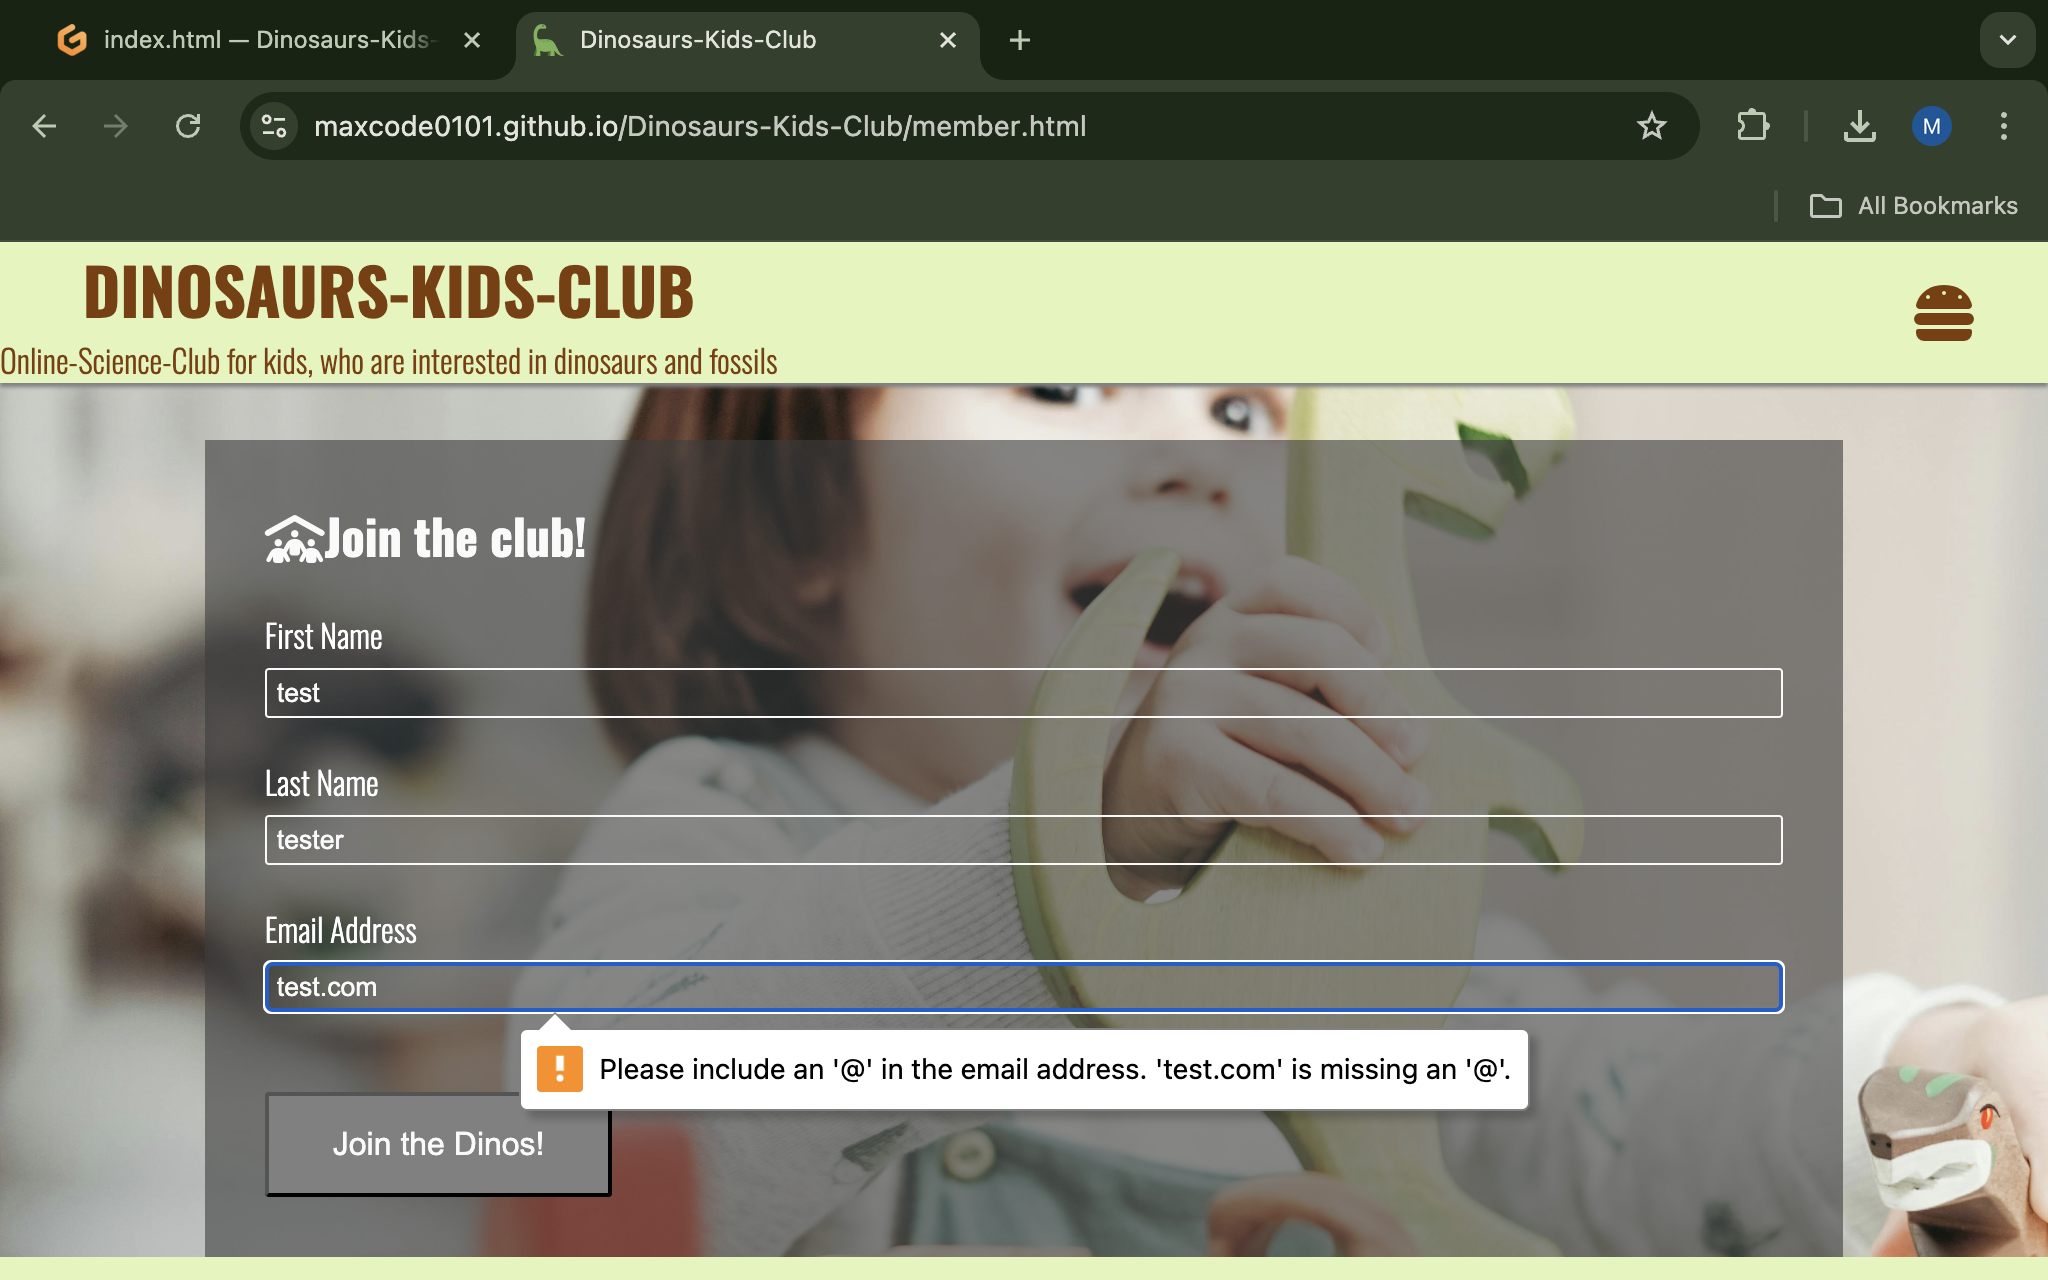 index.html — Dinosaurs-Kids-
Dinosaurs-Kids-Club
maxcode0101.github.io/Dinosaurs-Kids-Club/member.html
M
All Bookmarks
DINOSAURS-KIDS-CLUB
Online-Science-Club for kids, who are interested in dinosaurs and fossils
Join the club!
First Name
test
Last Name
tester
Email Address
test.com
Please include an '@' in the email address. 'test.com' is missing an '@'.
Join the Dinos!